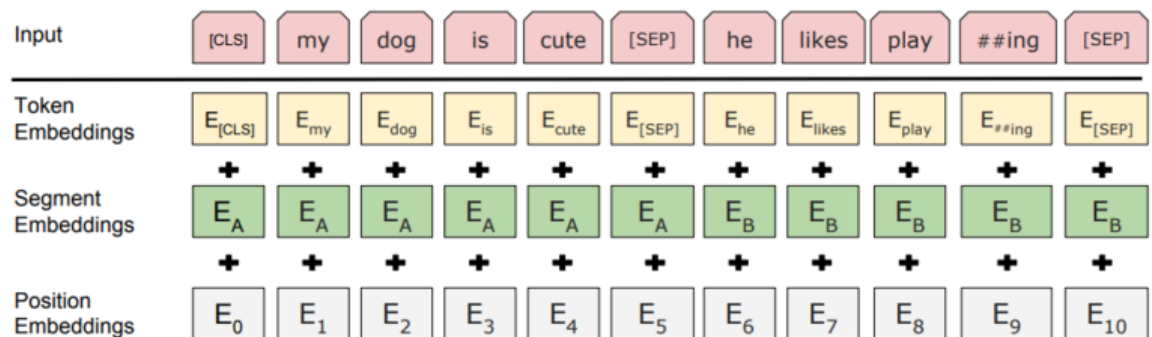 Input [CLS] my dog is cute [SEP] he likes play ##ing [SEP]
Token
Embeddings E[CLS] Emy Edog Eis Ecute E[SEP] Ehe Elikes Eplay E##ing E[SEP]
+ + + + + + + + + + +
Segment
Embeddings EA EA EA EA EA EA EB EB EB EB EB
+ + + + + + + + + + +
Position
Embeddings E0 E1 E2 E3 E4 E5 E6 E7 E8 E9 E10